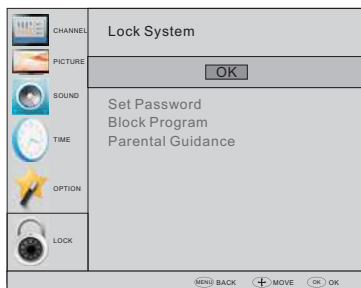 CHANNEL
PICTURE
SOUND
TIME
OPTION
LOCK
Lock System
OK
Set Password
Block Program
Parental Guidance
MENU BACK MOVE OK OK